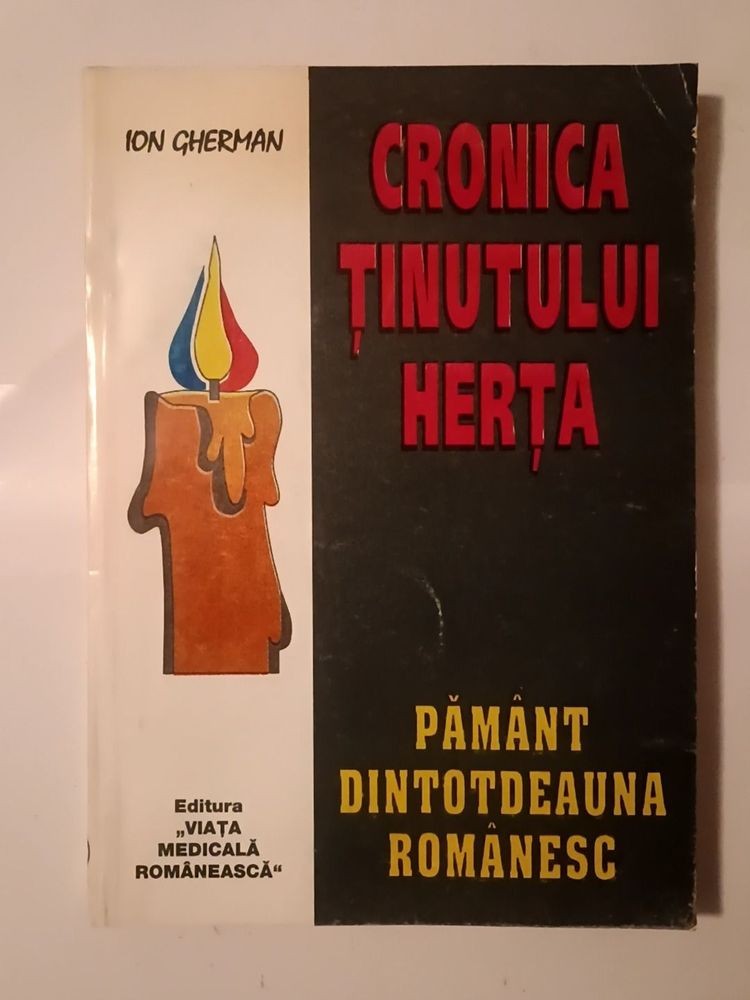 ION GHERMAN
CRONICA
ȚINUTULUI
HERȚA
PĂMÂNT
DINTOTDEAUNA
ROMÂNESC
Editura
„VIAȚA
MEDICALĂ
ROMÂNEASCĂ“